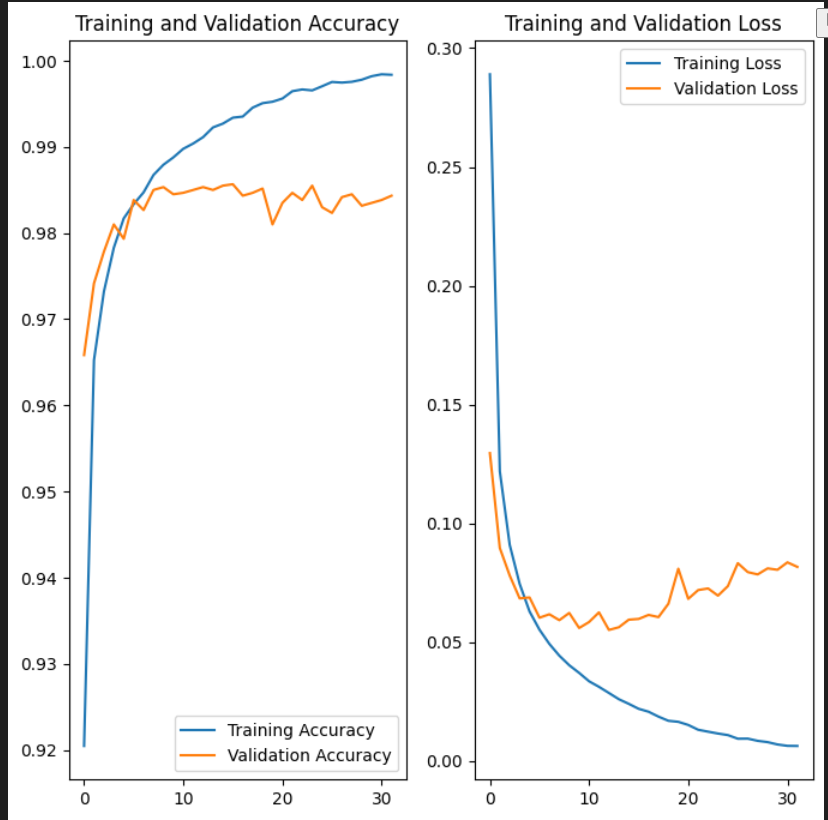 Training and Validation Accuracy
1.00
0.99
0.98
0.97
0.96
0.95
0.94
0.93
0.92
Training Accuracy
Validation Accuracy
0 10 20 30
Training and Validation Loss
0.30
0.25
0.20
0.15
0.10
0.05
0.00
Training Loss
Validation Loss
0 10 20 30